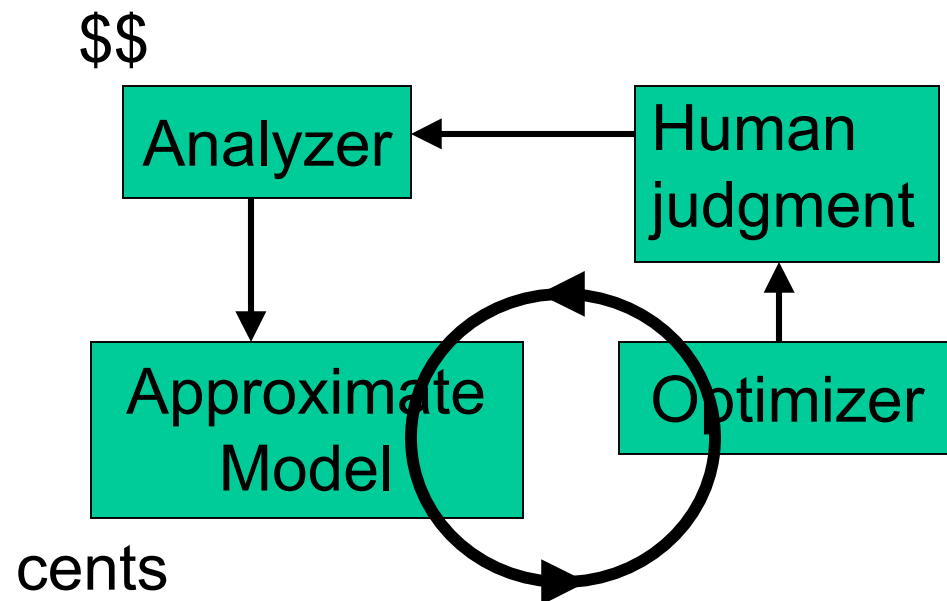 $$
Analyzer
Human
judgment
Approximate
Model
Optimizer
cents